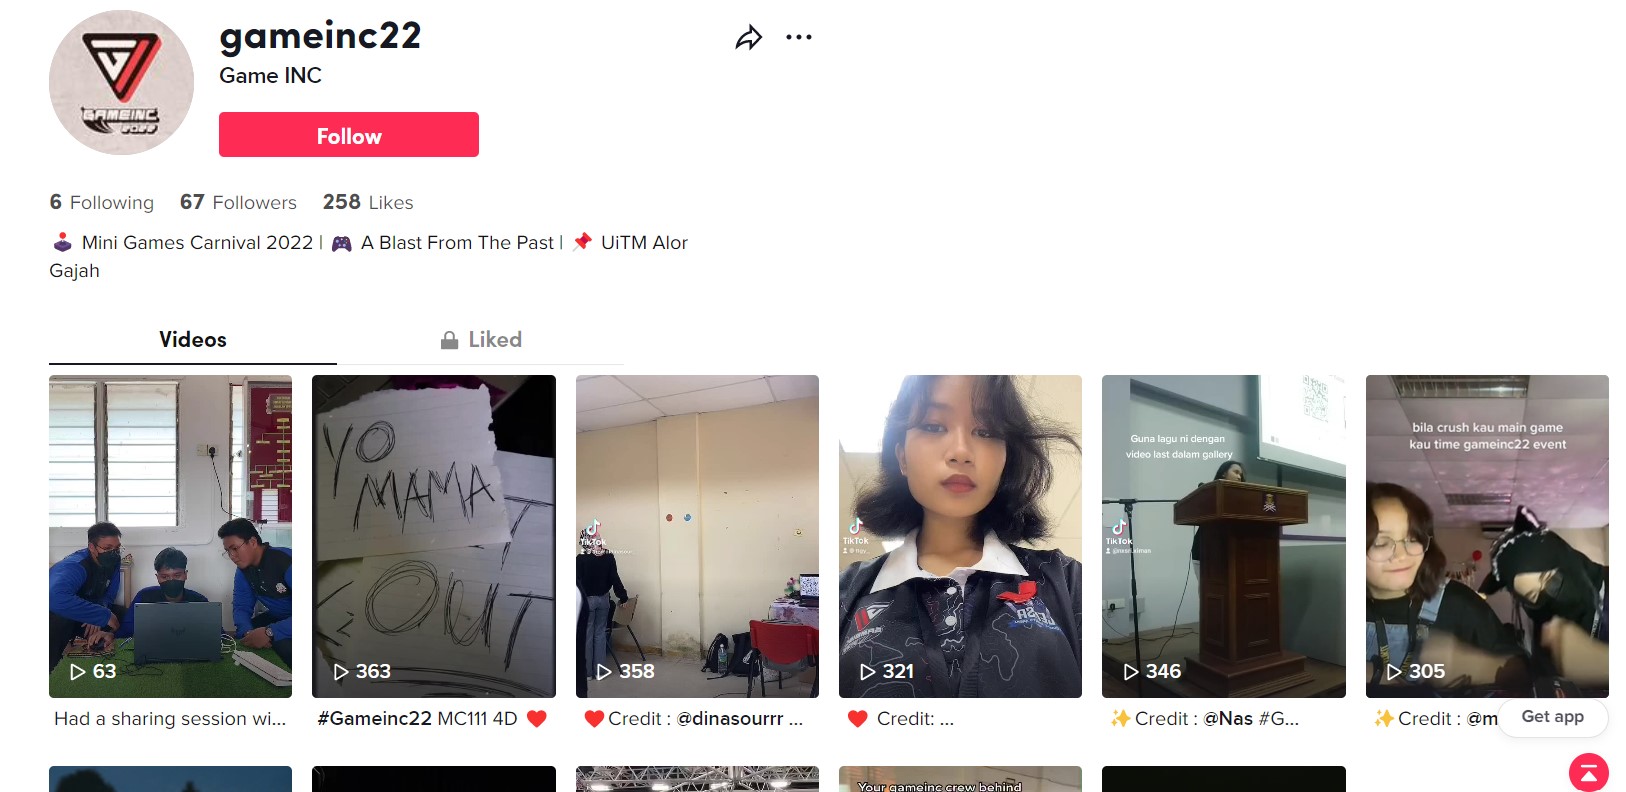 gameinc22
Game INC
Follow
6 Following 67 Followers 258 Likes
Mini Games Carnival 2022 | A Blast From The Past | UiTM Alor
Gajah
Videos Liked
GAMEINC
2022
YO
MAMA
OUT
TikTok
TikTok
Guna lagu ni dengan
video last dalam gallery
TikTok
bila crush kau main game
kau time gameinc22 event
63
363
358
321
346
305
Had a sharing session wi...
#Gameinc22 MC111 4D
Credit : @dinasourrr ...
Credit: ...
Credit : @Nas #G...
Credit : @m
Get app
Your gameinc crew behind